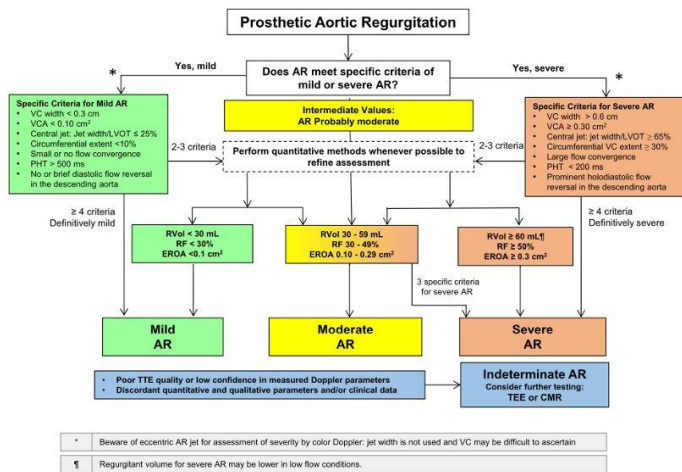 Prosthetic Aortic Regurgitation
*
Yes, mild
Does AR meet specific criteria of
mild or severe AR?
Yes, severe
*
Specific Criteria for Mild AR
• VC width < 0.3 cm
• VCA < 0.10 cm²
• Central jet: Jet width/LVOT ≤ 25%
• Circumferential extent <10%
• Small or no flow convergence
• PHT > 500 ms
• No or brief diastolic flow reversal
in the descending aorta
Intermediate Values:
AR Probably moderate
Specific Criteria for Severe AR
• VC width > 0.6 cm
• VCA ≥ 0.30 cm²
• Central jet: Jet width/LVOT ≥ 65%
• Circumferential VC extent ≥ 30%
• Large flow convergence
• PHT < 200 ms
• Prominent holodiastolic flow
reversal in the descending aorta
2-3 criteria
Perform quantitative methods whenever possible to
refine assessment
2-3 criteria
≥ 4 criteria
Definitively mild
≥ 4 criteria
Definitively severe
RVol < 30 mL
RF < 30%
EROA <0.1 cm²
RVol 30 - 59 mL
RF 30 - 49%
EROA 0.10 - 0.29 cm²
RVol ≥ 60 mL¶
RF ≥ 50%
EROA ≥ 0.3 cm²
3 specific criteria
for severe AR
Mild
AR
Moderate
AR
Severe
AR
• Poor TTE quality or low confidence in measured Doppler parameters
• Discordant quantitative and qualitative parameters and/or clinical data
Indeterminate AR
Consider further testing:
TEE or CMR
* Beware of eccentric AR jet for assessment of severity by color Doppler: jet width is not used and VC may be difficult to ascertain
¶ Regurgitant volume for severe AR may be lower in low flow conditions.